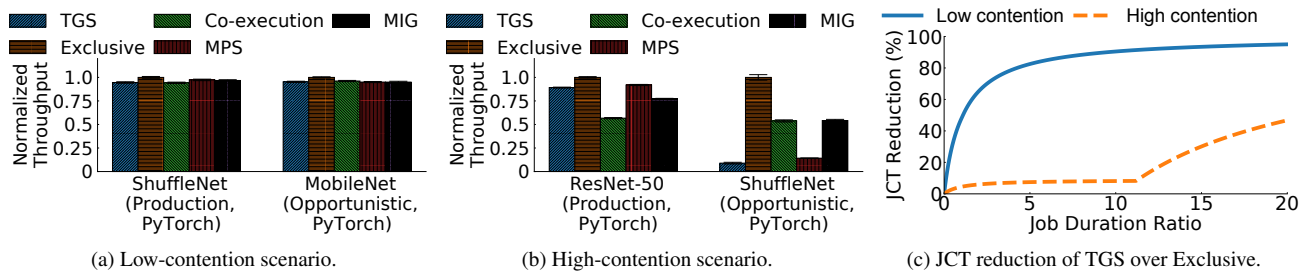 TGS
Co-execution
MIG
Exclusive
MPS
Normalized
Throughput
1.0
0.75
0.5
0.25
0
ShuffleNet
(Production,
PyTorch)
MobileNet
(Opportunistic,
PyTorch)
(a) Low-contention scenario.
TGS
Co-execution
MIG
Exclusive
MPS
Normalized
Throughput
1.0
0.75
0.5
0.25
0
ResNet-50
(Production,
PyTorch)
ShuffleNet
(Opportunistic,
PyTorch)
(b) High-contention scenario.
Low contention
High contention
JCT Reduction (%)
100
80
60
40
20
0
0 5 10 15 20
Job Duration Ratio
(c) JCT reduction of TGS over Exclusive.